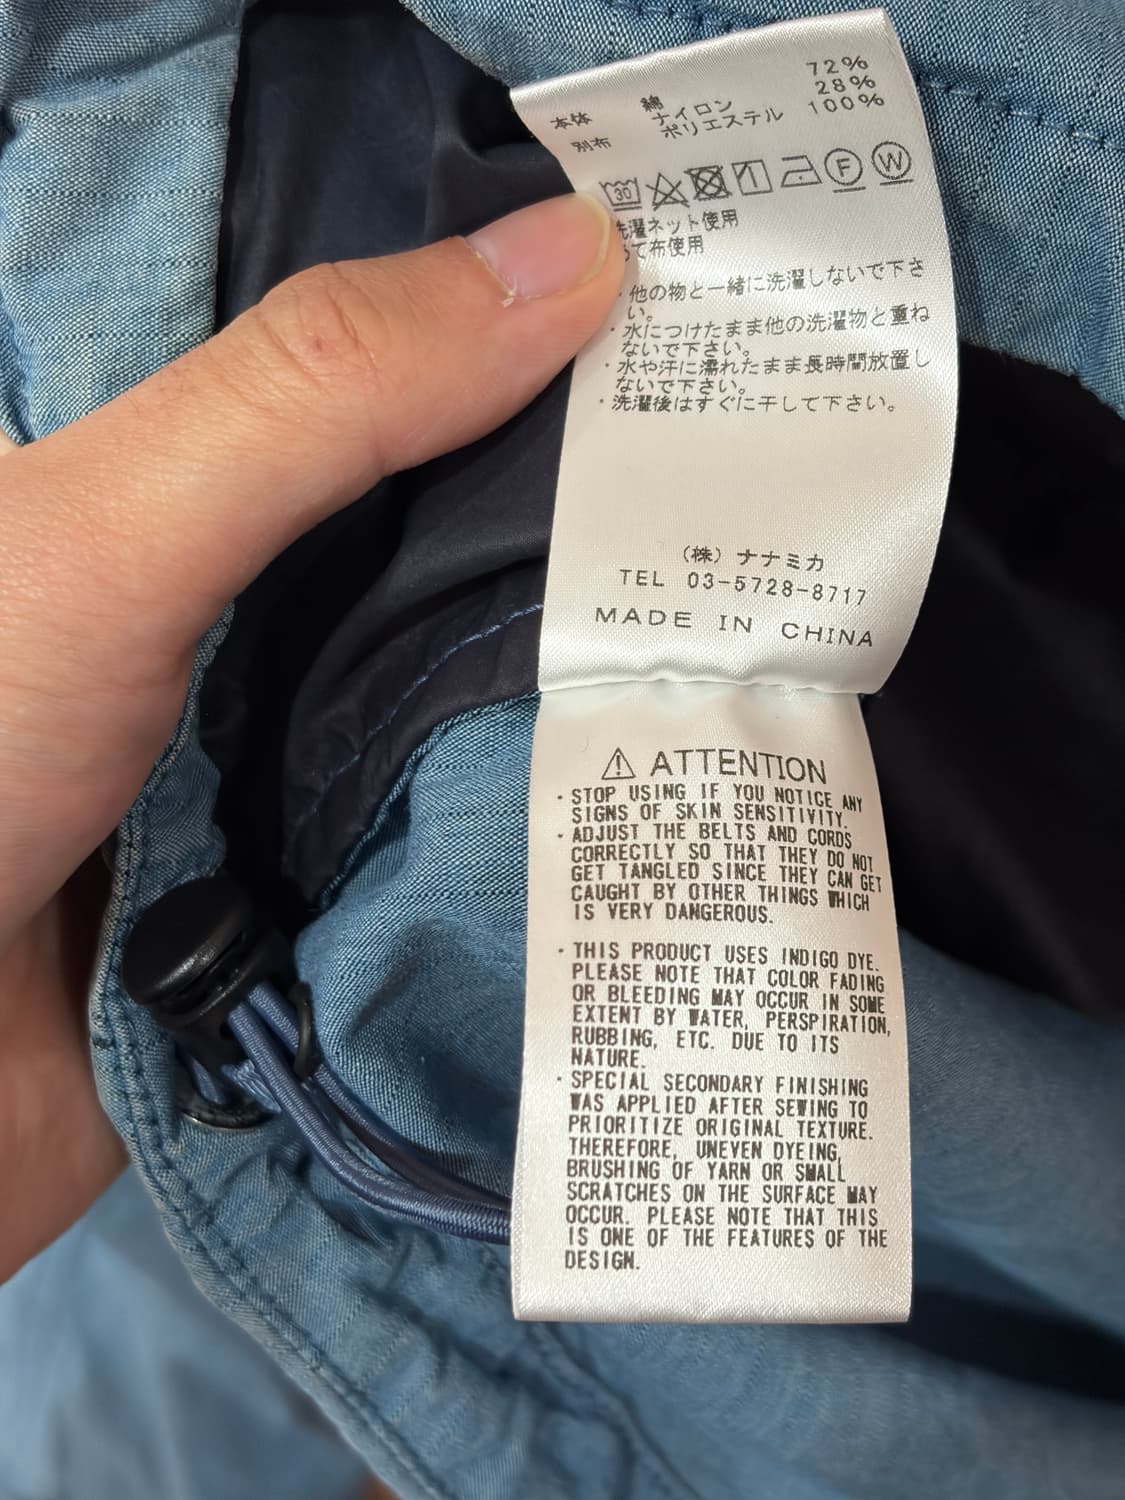 本体 綿 72%
ナイロン 28%
別布 ポリエステル 100%
30 F W
洗濯ネット使用
て布使用
・他の物と一緒に洗濯しないで下さ
い。
・水につけたまま他の洗濯物と重ね
ないで下さい。
・水や汗に濡れたまま長時間放置し
ないで下さい。
・洗濯後はすぐに干して下さい。
(株) ナナミカ
TEL 03-5728-8717
MADE IN CHINA
⚠ ATTENTION
・STOP USING IF YOU NOTICE ANY
SIGNS OF SKIN SENSITIVITY.
・ADJUST THE BELTS AND CORDS
CORRECTLY SO THAT THEY DO NOT
GET TANGLED SINCE THEY CAN GET
CAUGHT BY OTHER THINGS WHICH
IS VERY DANGEROUS.
・THIS PRODUCT USES INDIGO DYE.
PLEASE NOTE THAT COLOR FADING
OR BLEEDING MAY OCCUR IN SOME
EXTENT BY WATER, PERSPIRATION,
RUBBING, ETC. DUE TO ITS
NATURE.
・SPECIAL SECONDARY FINISHING
WAS APPLIED AFTER SEWING TO
PRIORITIZE ORIGINAL TEXTURE.
THEREFORE, UNEVEN DYEING,
BRUSHING OF YARN OR SMALL
SCRATCHES ON THE SURFACE MAY
OCCUR. PLEASE NOTE THAT THIS
IS ONE OF THE FEATURES OF THE
DESIGN.